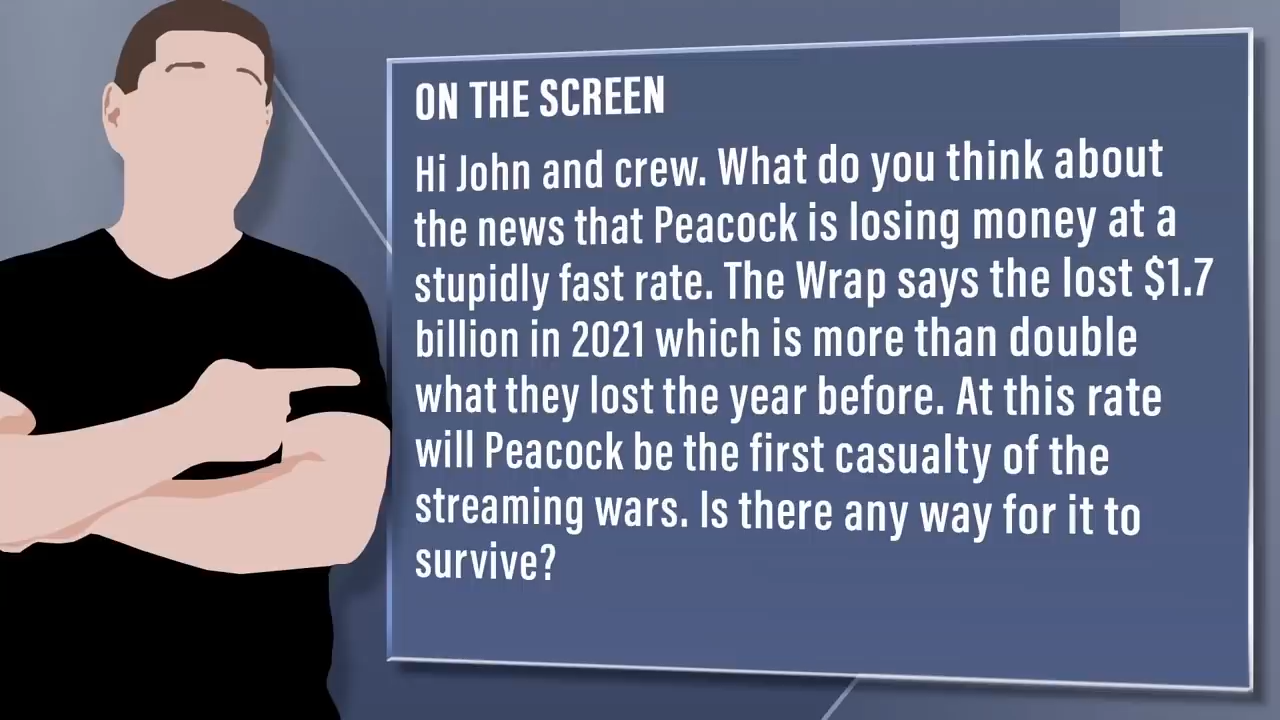 ON THE SCREEN
Hi John and crew. What do you think about
the news that Peacock is losing money at a
stupidly fast rate. The Wrap says the lost $1.7
billion in 2021 which is more than double
what they lost the year before. At this rate
will Peacock be the first casualty of the
streaming wars. Is there any way for it to
survive?